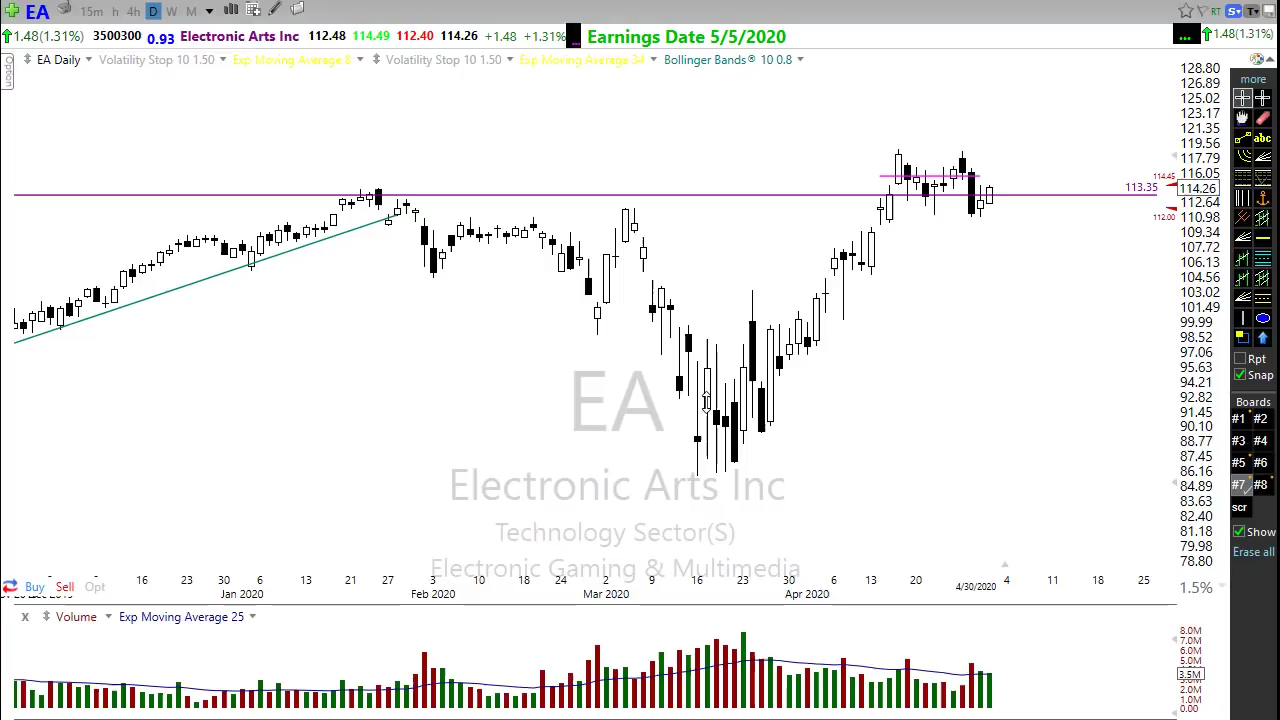 EA 15m h 4h D W M RT S T
1.48(1.31%) 3500300 0.93 Electronic Arts Inc 112.48 114.49 112.40 114.26 +1.48 +1.31% ... Earnings Date 5/5/2020 ... 1.48(1.31%)
Option
EA Daily Volatility Stop 10 1.50 Exp Moving Average 8 Volatility Stop 10 1.50 Exp Moving Average 34 Bollinger Bands® 10 0.8
128.80
126.89
125.02
123.17
121.35
119.56
117.79
116.05
114.45
113.35 114.26
112.64
112.00 110.98
109.34
107.72
106.13
104.56
103.02
101.49
99.99
98.52
97.06
95.63
94.21
92.82
91.45
90.10
88.77
87.45
86.16
84.89
83.63
82.40
81.18
79.98
78.80
more
abc
Rpt
Snap
Boards
#1 #2
#3 #4
#5 #6
#7 #8
scr
Show
Erase all
EA
Electronic Arts Inc
Technology Sector(S)
Electronic Gaming & Multimedia
16 23 30 6 13 21 27 3 10 18 24 2 9 16 23 30 6 13 20 4/30/2020 4 11 18 25
Buy Sell Opt Jan 2020 Feb 2020 Mar 2020 Apr 2020 1.5%
x Volume Exp Moving Average 25
8.0M
7.0M
6.0M
5.0M
3.5M
2.0M
1.0M
0.00